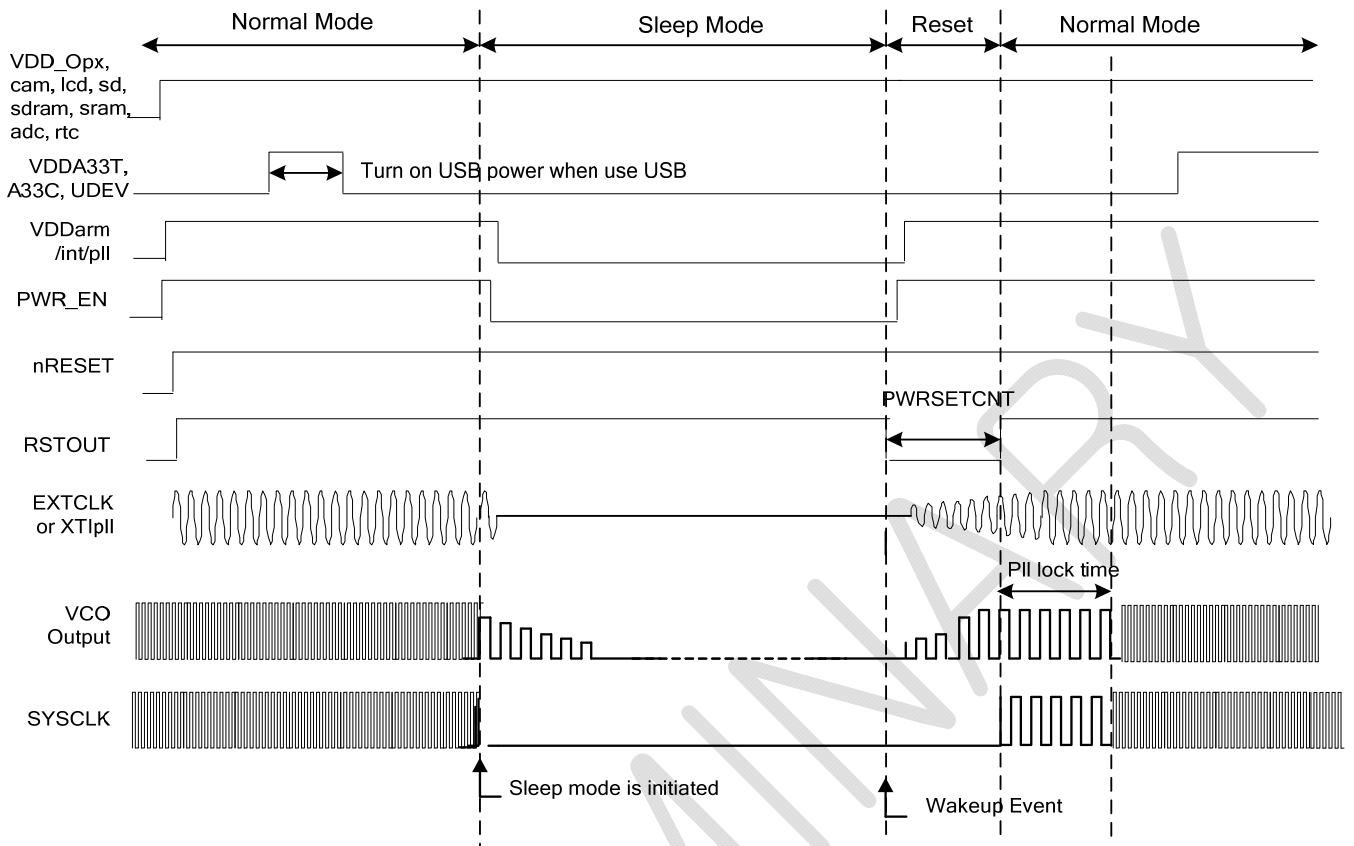 Normal Mode
Sleep Mode
Reset
Normal Mode
VDD_Opx,
cam, lcd, sd,
sdram, sram,
adc, rtc
VDDA33T,
A33C, UDEV
Turn on USB power when use USB
VDDarm
/int/pll
PWR_EN
nRESET
PWRSETCNT
RSTOUT
EXTCLK
or XTIpll
Pll lock time
VCO
Output
SYSCLK
Sleep mode is initiated
Wakeup Event
MINARY